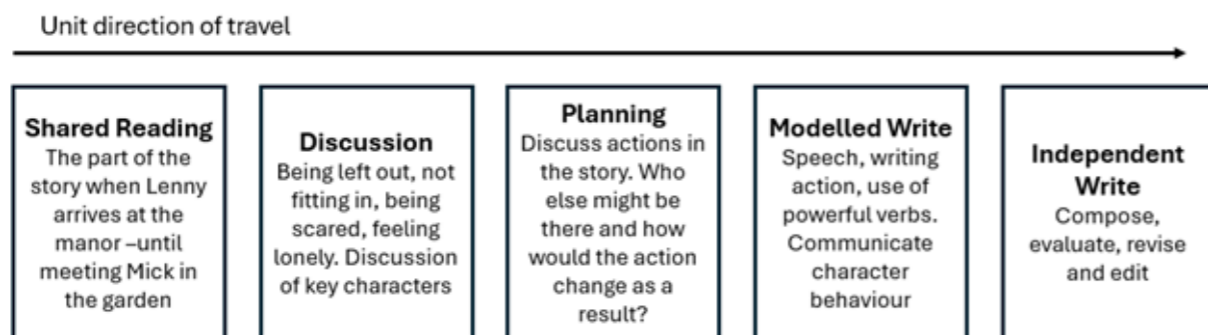 Unit direction of travel
Shared Reading
The part of the
story when Lenny
arrives at the
manor –until
meeting Mick in
the garden
Discussion
Being left out, not
fitting in, being
scared, feeling
lonely. Discussion
of key characters
Planning
Discuss actions in
the story. Who
else might be
there and how
would the action
change as a
result?
Modelled Write
Speech, writing
action, use of
powerful verbs.
Communicate
character
behaviour
Independent
Write
Compose,
evaluate, revise
and edit